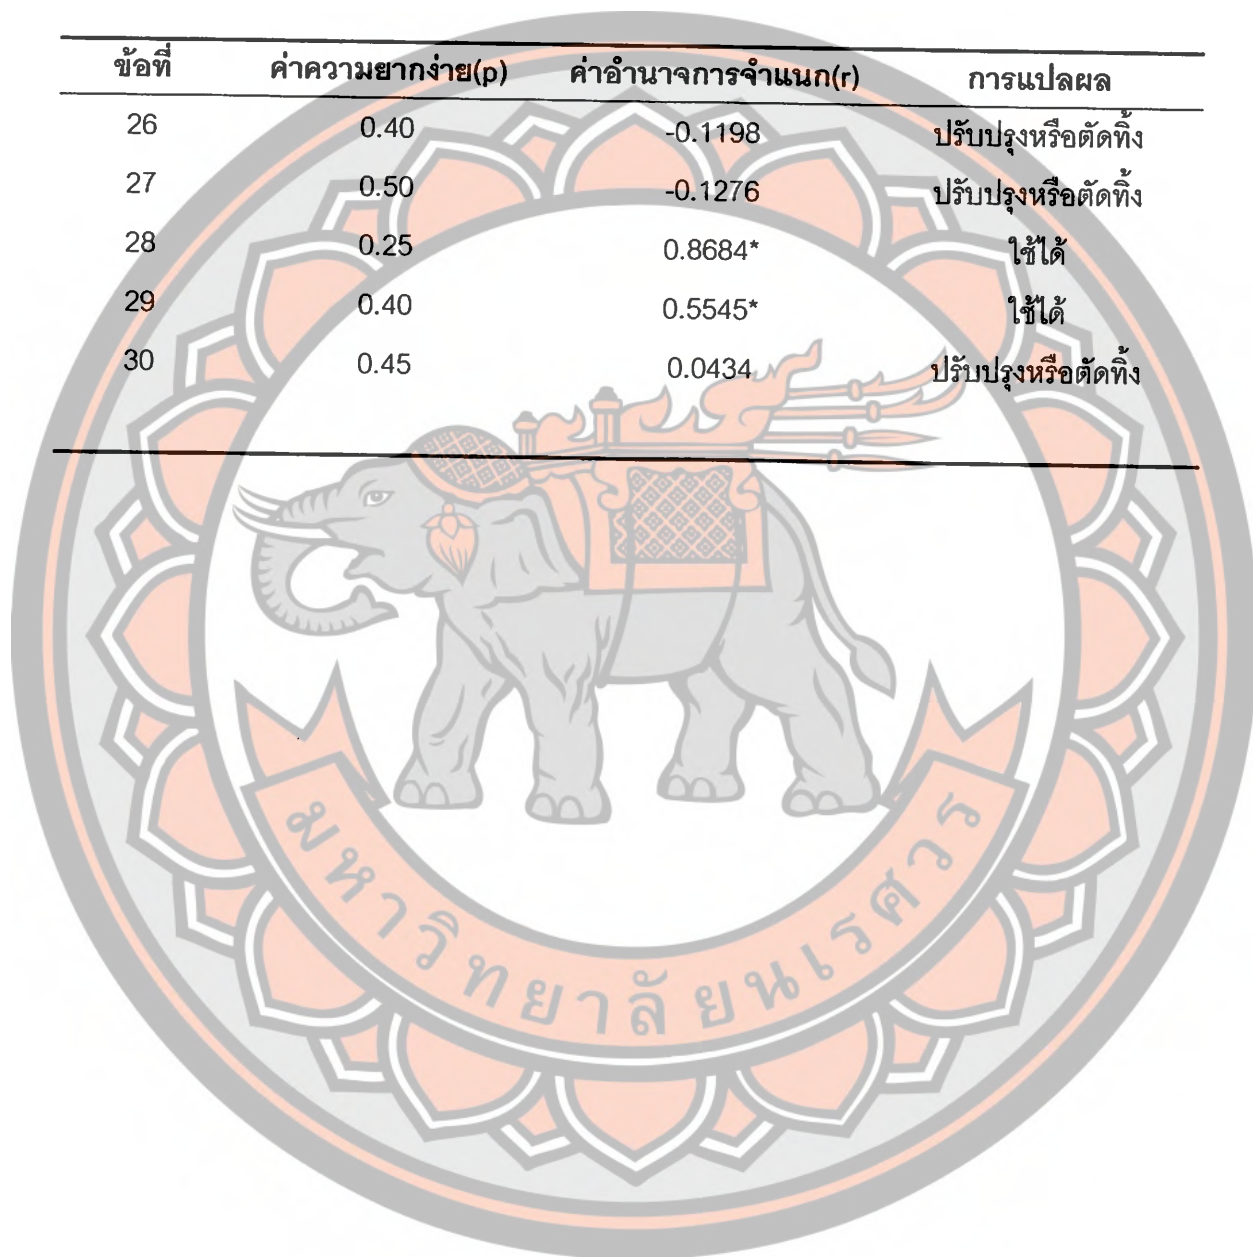 ข้อที่ ค่าความยากง่าย(p) ค่าอำนาจการจำแนก(r) การแปลผล
26 0.40 -0.1198 ปรับปรุงหรือตัดทิ้ง
27 0.50 -0.1276 ปรับปรุงหรือตัดทิ้ง
28 0.25 0.8684* ใช้ได้
29 0.40 0.5545* ใช้ได้
30 0.45 0.0434 ปรับปรุงหรือตัดทิ้ง
มหาวิทยาลัยนเรศวร